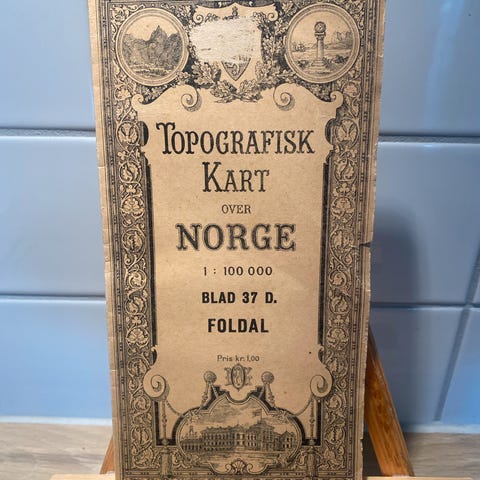 TOPOGRAFISK
KART
OVER
NORGE
1 : 100 000
BLAD 37 D.
FOLDAL
Pris kr. 1,00